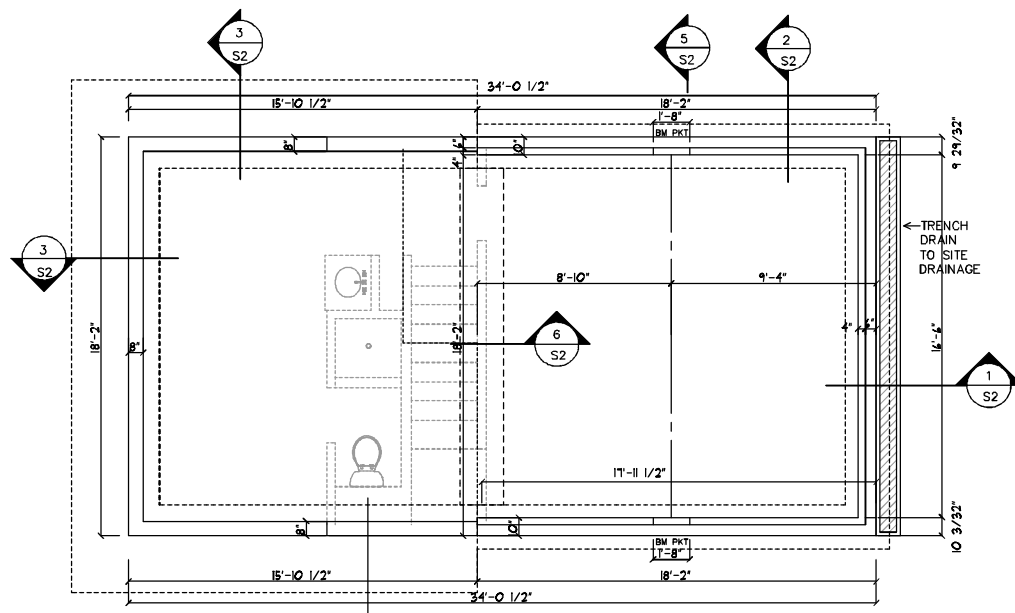 3
S2
5
S2
2
S2
34'-0 1/2"
15'-10 1/2"
18'-2"
1'-8"
BM PKT
8"
6"
4"
10"
9 29/32"
TRENCH
DRAIN
TO SITE
DRAINAGE
3
S2
8'-10"
9'-4"
18'-2"
8"
18'-2"
6
S2
4"
6"
16'-6"
1
S2
17'-11 1/2"
8"
10"
BM PKT
1'-8"
10 3/32"
15'-10 1/2"
18'-2"
34'-0 1/2"